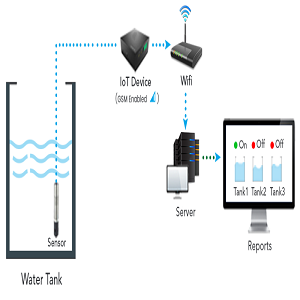 IoT Device
(GSM Enabled
)
Wifi
On Off Off
Tank1 Tank2 Tank3
Sensor
Server
Reports
Water Tank